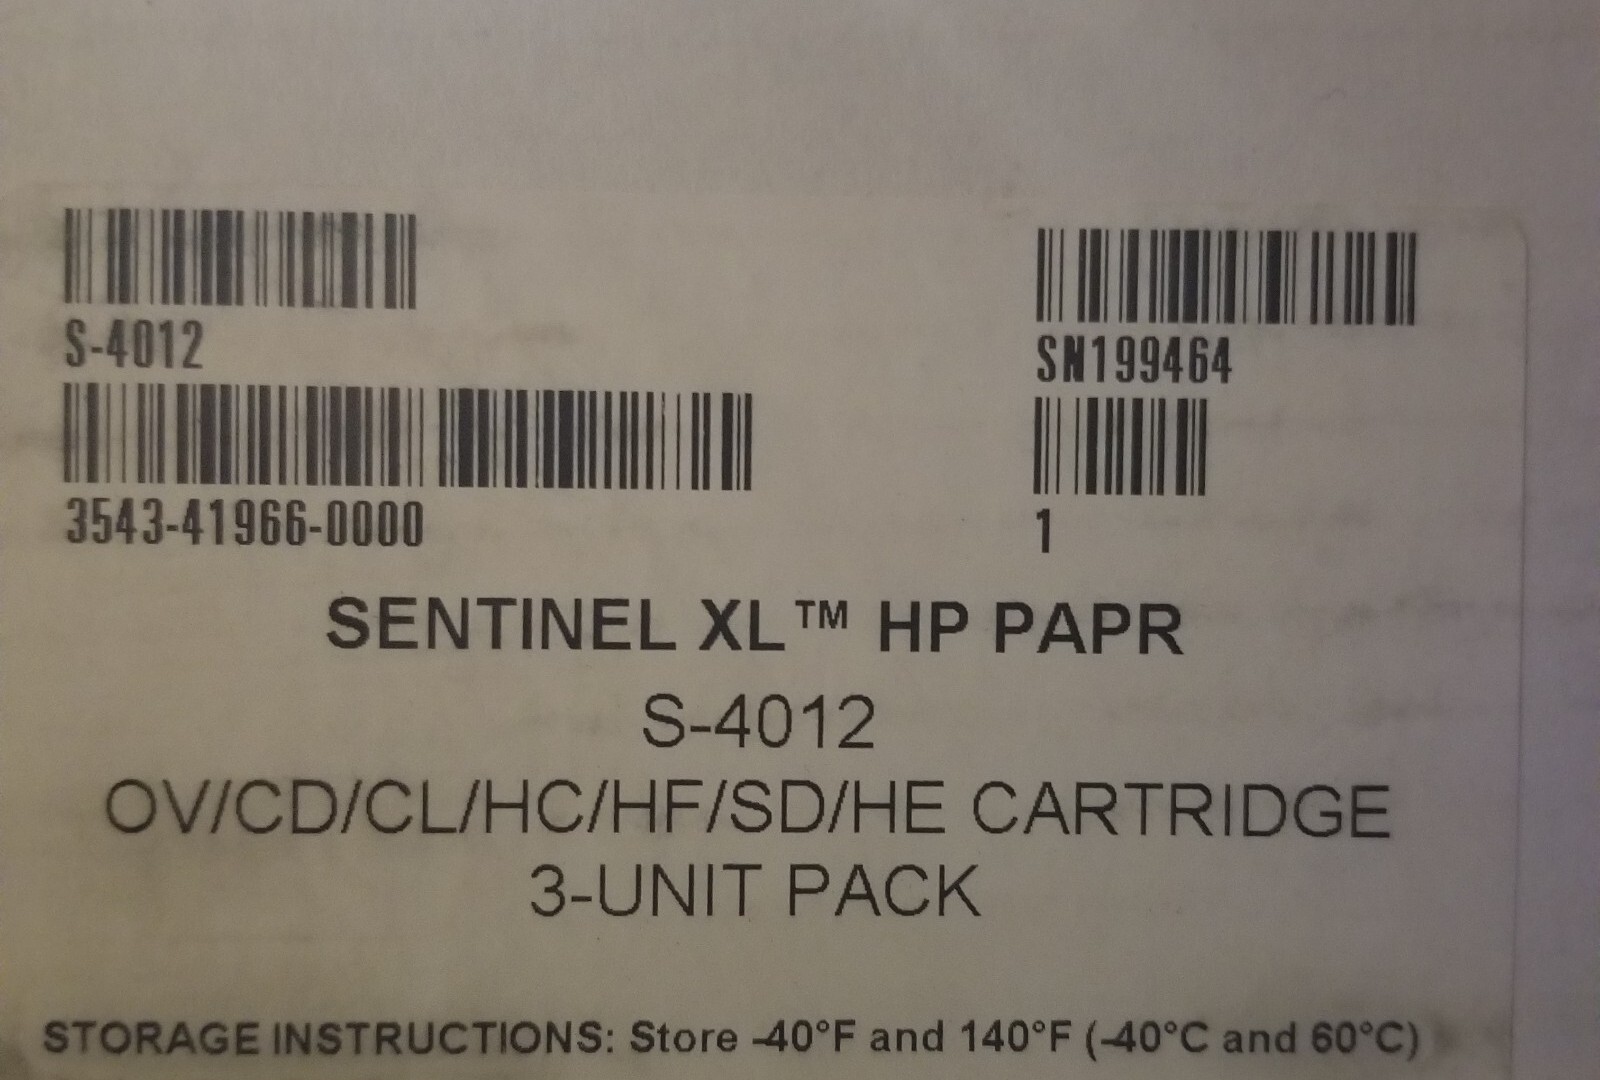 S-4012
SN199464
3543-41966-0000
1
SENTINEL XL™ HP PAPR
S-4012
OV/CD/CL/HC/HF/SD/HE CARTRIDGE
3-UNIT PACK
STORAGE INSTRUCTIONS: Store -40°F and 140°F (-40°C and 60°C)